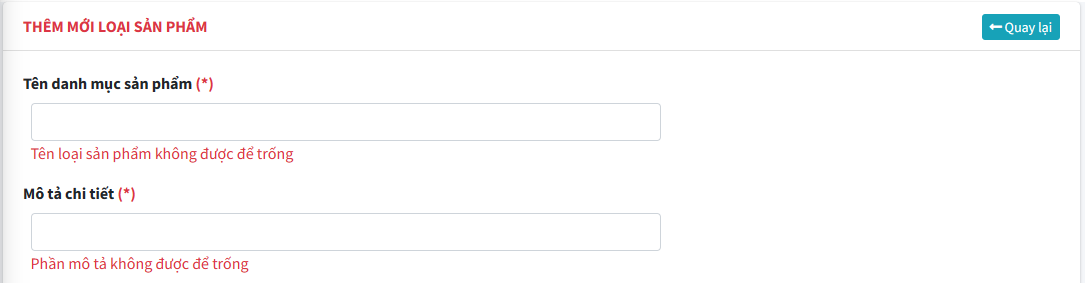 THÊM MỚI LOẠI SẢN PHẨM
Quay lại
Tên danh mục sản phẩm (*)
Tên loại sản phẩm không được để trống
Mô tả chi tiết (*)
Phần mô tả không được để trống